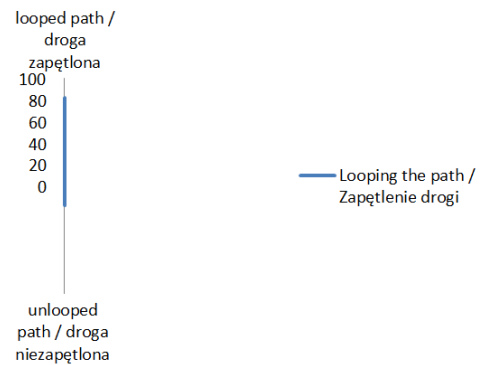 looped path /
droga
zapętlona
100
80
60
40
20
0
Looping the path /
Zapętlenie drogi
unlooped
path / droga
niezapętlona